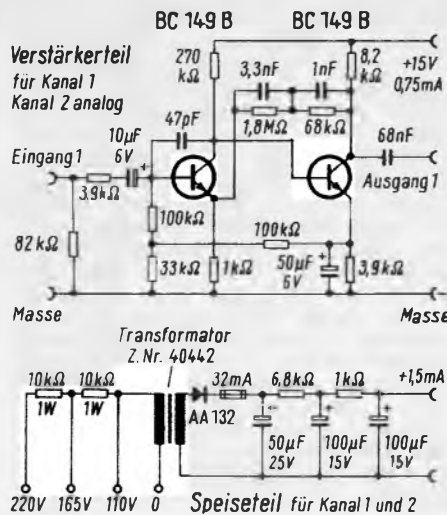 BC 149 B BC 149 B
Verstärkerteil
für Kanal 1
Kanal 2 analog
270
kΩ
3,3nF
1nF
8,2
kΩ
+15V
0,75mA
47pF
1,8MΩ
68kΩ
10µF
6V
+
68nF
Eingang 1
Ausgang 1
3,9kΩ
100kΩ
100kΩ
82kΩ
33kΩ
1kΩ
50µF
6V
+
3,9kΩ
Masse
Masse
Transformator
Z. Nr. 40442
10kΩ
10kΩ
1W
1W
AA 132
32mA
6,8kΩ
1kΩ
+1,5mA
50µF
25V
+
100µF
15V
+
100µF
15V
220V 165V 110V 0
Speiseteil für Kanal 1 und 2